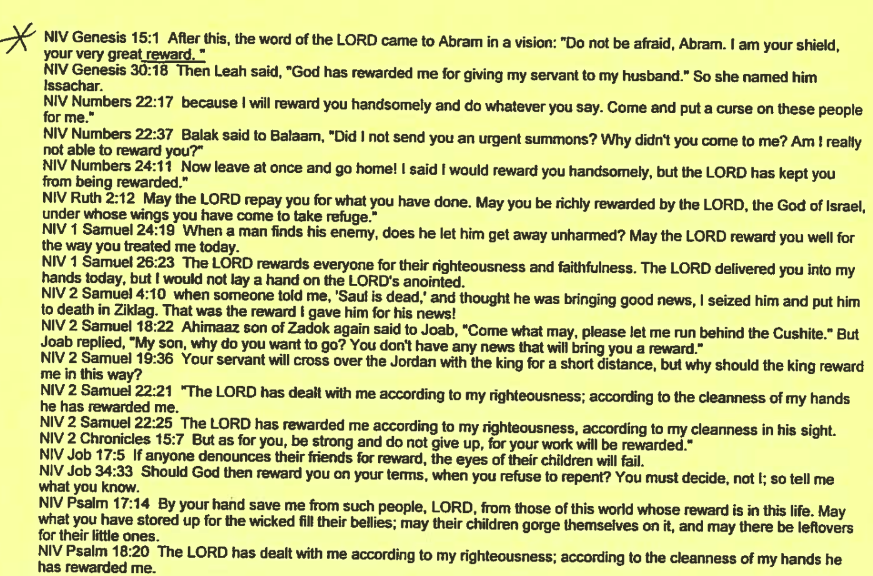 NIV Genesis 15:1 After this, the word of the LORD came to Abram in a vision: "Do not be afraid, Abram. I am your shield,
your very great reward. "
NIV Genesis 30:18 Then Leah said, "God has rewarded me for giving my servant to my husband." So she named him
Issachar.
NIV Numbers 22:17 because I will reward you handsomely and do whatever you say. Come and put a curse on these people
for me."
NIV Numbers 22:37 Balak said to Balaam, "Did I not send you an urgent summons? Why didn't you come to me? Am I really
not able to reward you?"
NIV Numbers 24:11 Now leave at once and go home! I said I would reward you handsomely, but the LORD has kept you
from being rewarded."
NIV Ruth 2:12 May the LORD repay you for what you have done. May you be richly rewarded by the LORD, the God of Israel,
under whose wings you have come to take refuge."
NIV 1 Samuel 24:19 When a man finds his enemy, does he let him get away unharmed? May the LORD reward you well for
the way you treated me today.
NIV 1 Samuel 26:23 The LORD rewards everyone for their righteousness and faithfulness. The LORD delivered you into my
hands today, but I would not lay a hand on the LORD's anointed.
NIV 2 Samuel 4:10 when someone told me, 'Saul is dead,' and thought he was bringing good news, I seized him and put him
to death in Ziklag. That was the reward I gave him for his news!
NIV 2 Samuel 18:22 Ahimaaz son of Zadok again said to Joab, "Come what may, please let me run behind the Cushite." But
Joab replied, "My son, why do you want to go? You don't have any news that will bring you a reward."
NIV 2 Samuel 19:36 Your servant will cross over the Jordan with the king for a short distance, but why should the king reward
me in this way?
NIV 2 Samuel 22:21 "The LORD has dealt with me according to my righteousness; according to the cleanness of my hands
he has rewarded me.
NIV 2 Samuel 22:25 The LORD has rewarded me according to my righteousness, according to my cleanness in his sight.
NIV 2 Chronicles 15:7 But as for you, be strong and do not give up, for your work will be rewarded."
NIV Job 17:5 If anyone denounces their friends for reward, the eyes of their children will fail.
NIV Job 34:33 Should God then reward you on your terms, when you refuse to repent? You must decide, not I; so tell me
what you know.
NIV Psalm 17:14 By your hand save me from such people, LORD, from those of this world whose reward is in this life. May
what you have stored up for the wicked fill their bellies; may their children gorge themselves on it, and may there be leftovers
for their little ones.
NIV Psalm 18:20 The LORD has dealt with me according to my righteousness; according to the cleanness of my hands he
has rewarded me.